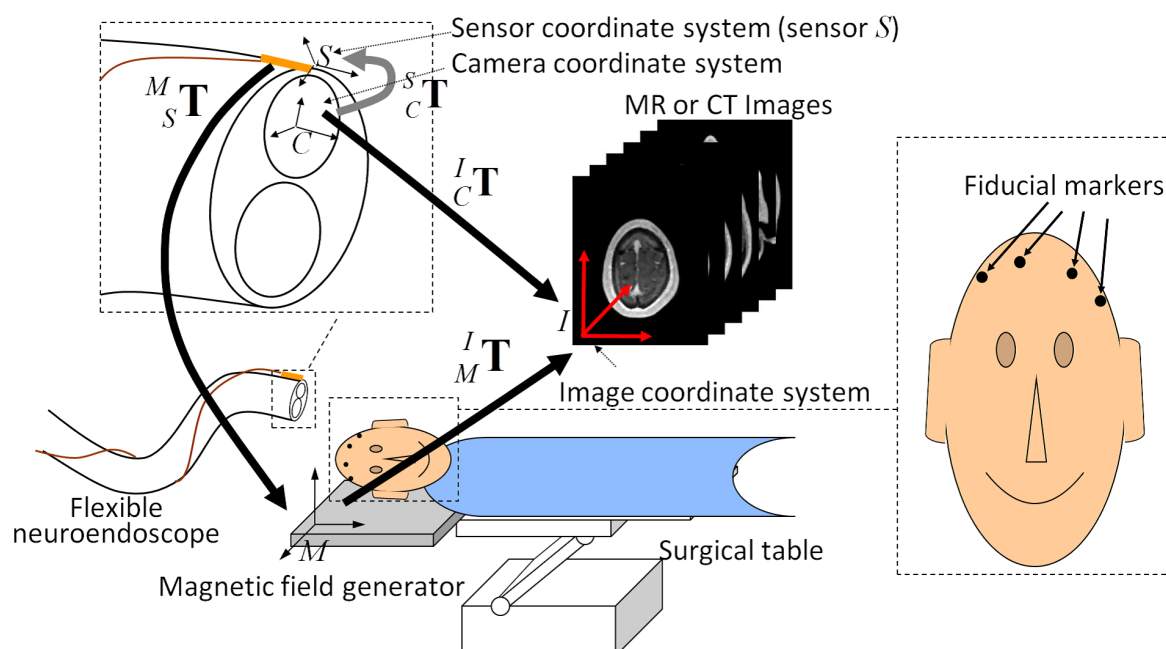 Sensor coordinate system (sensor S)
S
Camera coordinate system
M
S T
S
C T
MR or CT Images
C
I
C T
Fiducial markers
I
I
M T
Image coordinate system
Flexible
neuroendoscope
M
Surgical table
Magnetic field generator